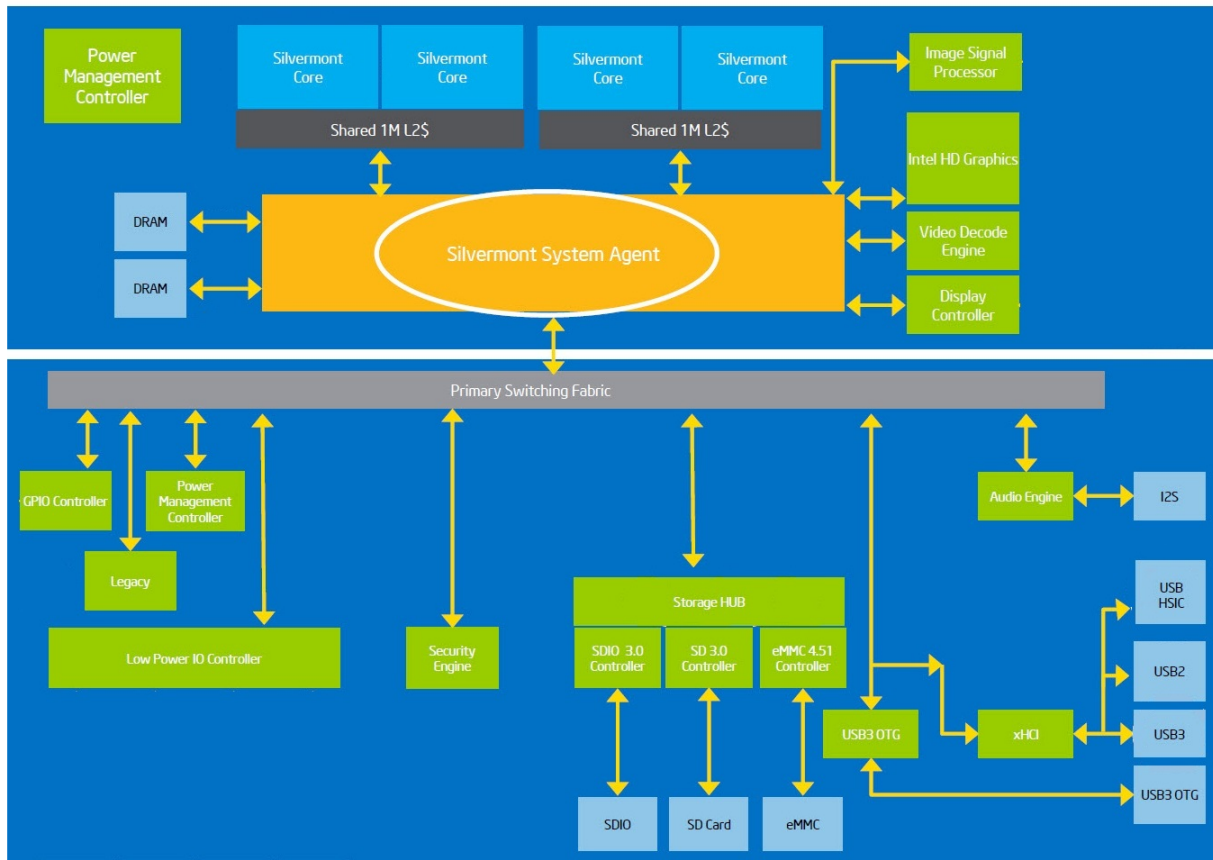 Power
Management
Controller
Silvermont
Core
Silvermont
Core
Shared 1M L2$
Silvermont
Core
Silvermont
Core
Shared 1M L2$
Image Signal
Processor
Intel HD Graphics
Video Decode
Engine
Display
Controller
DRAM
DRAM
Silvermont System Agent
Primary Switching Fabric
GPIO Controller
Power
Management
Controller
Legacy
Low Power IO Controller
Security
Engine
Storage HUB
SDIO 3.0
Controller
SD 3.0
Controller
eMMC 4.51
Controller
SDIO
SD Card
eMMC
Audio Engine
I2S
USB3 OTG
xHCI
USB
HSIC
USB2
USB3
USB3 OTG